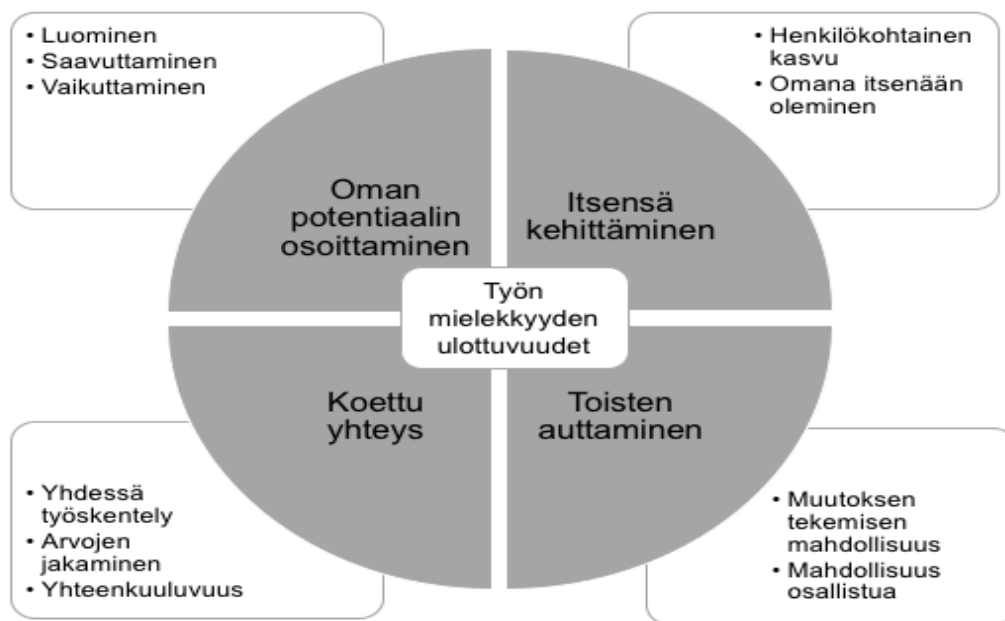 • Luominen
• Saavuttaminen
• Vaikuttaminen
• Henkilökohtainen
kasvu
• Omana itsenään
oleminen
Oman
potentiaalin
osoittaminen
Itsensä
kehittäminen
Työn
mielekkyyden
ulottuvuudet
Koettu
yhteys
Toisten
auttaminen
• Yhdessä
työskentely
• Arvojen
jakaminen
• Yhteenkuuluvuus
• Muutoksen
tekemisen
mahdollisuus
• Mahdollisuus
osallistua